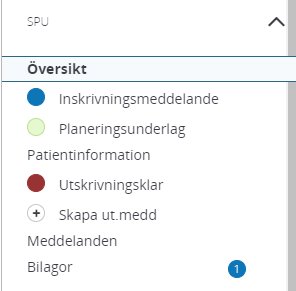 SPU
Översikt
Inskrivningsmeddelande
Planeringsunderlag
Patientinformation
Utskrivningsklar
Skapa ut.medd
Meddelanden
Bilagor 1